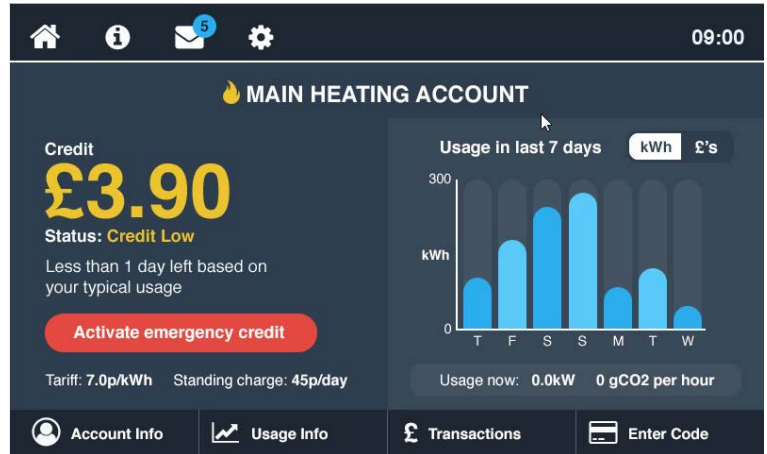 5
09:00
MAIN HEATING ACCOUNT
Credit
£3.90
Status: Credit Low
Less than 1 day left based on
your typical usage
Activate emergency credit
Tariff: 7.0p/kWh Standing charge: 45p/day
Usage in last 7 days
kWh £'s
300
kWh
0
T F S S M T W
Usage now: 0.0kW 0 gCO2 per hour
Account Info
Usage Info
£ Transactions
Enter Code